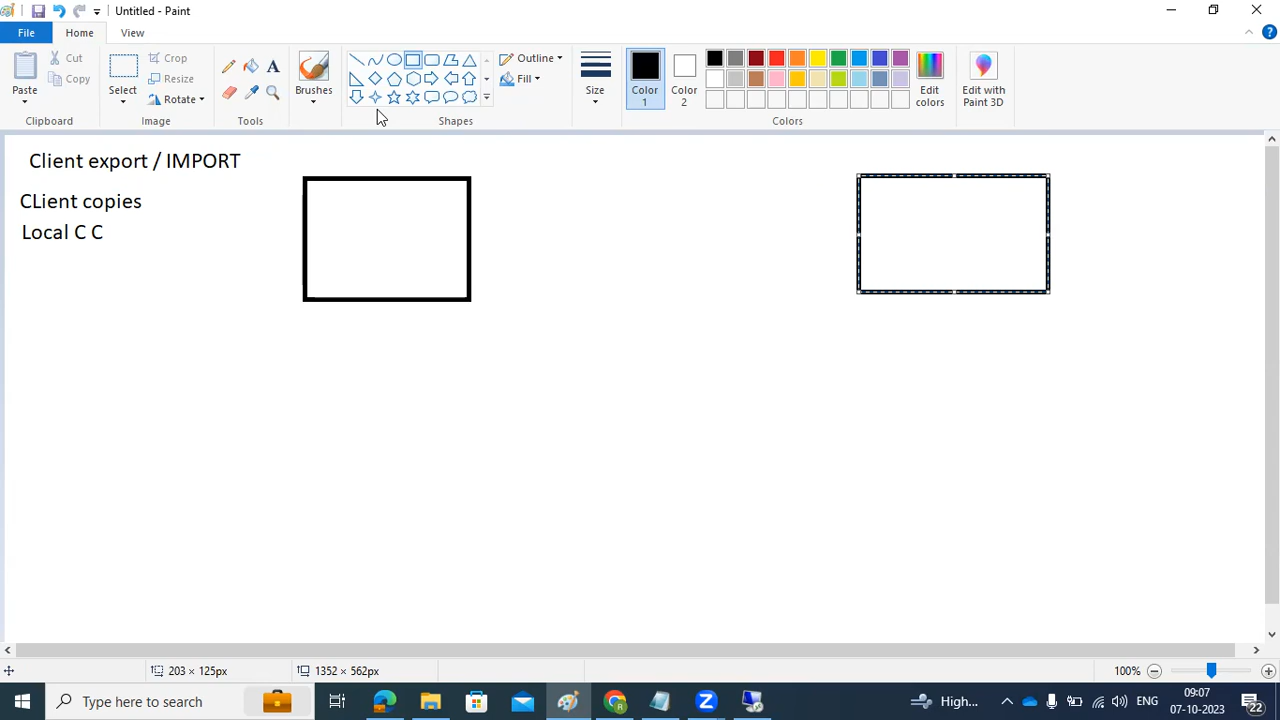 Untitled - Paint
File
Home
View
Paste
Cut
Copy
Clipboard
Select
Crop
Resize
Rotate
Image
A
Tools
Brushes
Shapes
Outline
Fill
Size
Color
1
Color
2
Edit
colors
Colors
Edit with
Paint 3D
Client export / IMPORT
CLient copies
Local C C
203 × 125px
1352 × 562px
100%
Type here to search
High...
ENG
09:07
07-10-2023
22